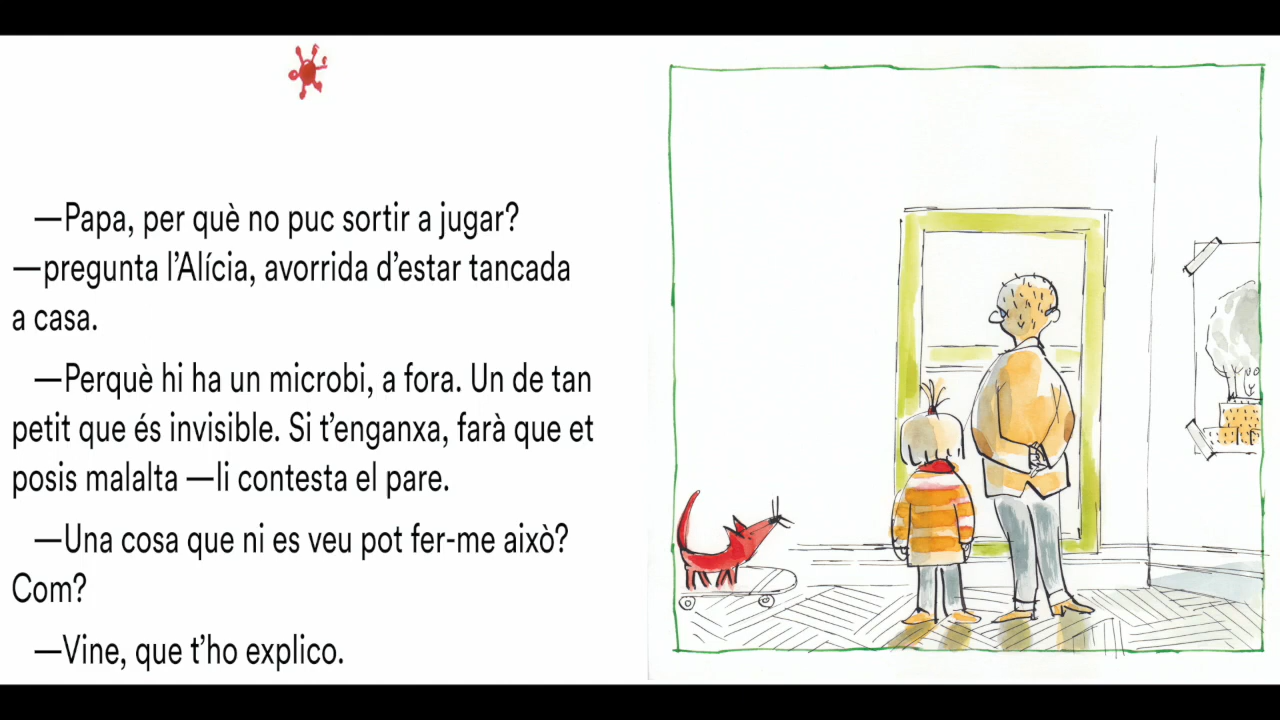 —Papa, per què no puc sortir a jugar?
—pregunta l’Alícia, avorrida d’estar tancada
a casa.
—Perquè hi ha un microbi, a fora. Un de tan
petit que és invisible. Si t’enganxa, farà que et
posis malalta —li contesta el pare.
—Una cosa que ni es veu pot fer-me això?
Com?
—Vine, que t’ho explico.